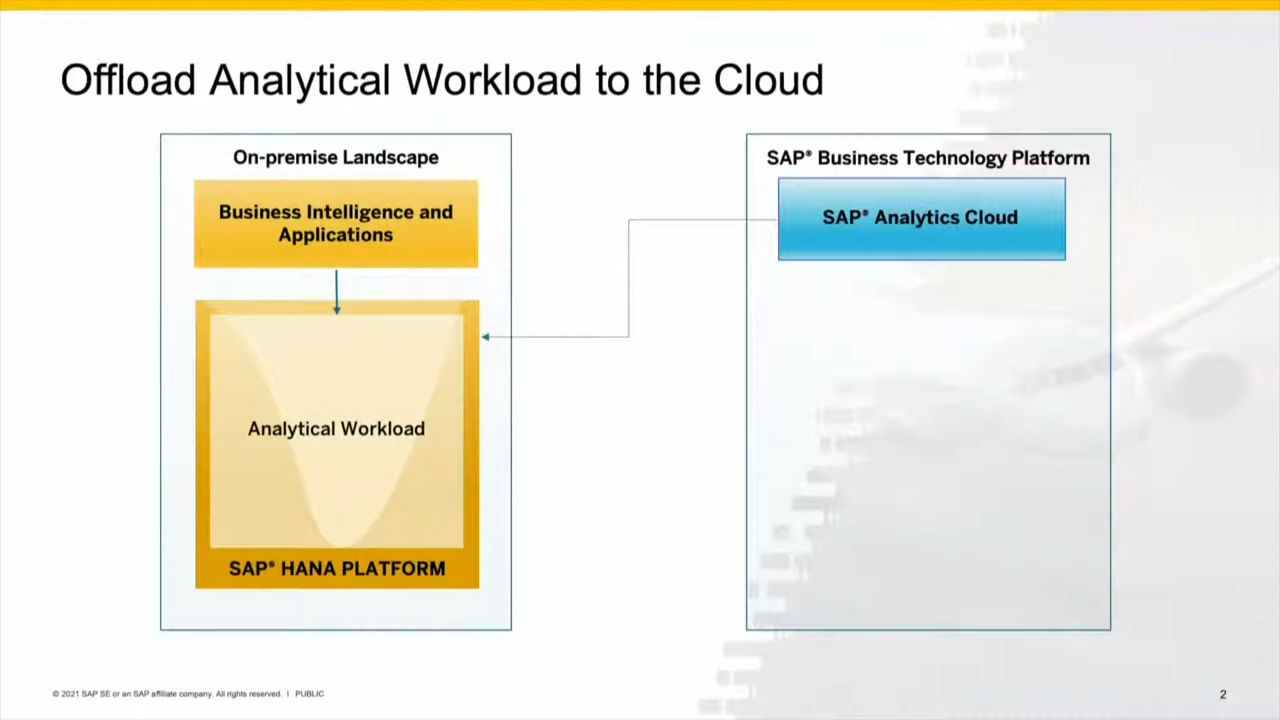 Offload Analytical Workload to the Cloud
On-premise Landscape
Business Intelligence and
Applications
Analytical Workload
SAP® HANA PLATFORM
SAP® Business Technology Platform
SAP® Analytics Cloud
© 2021 SAP SE or an SAP affiliate company. All rights reserved. | PUBLIC
2